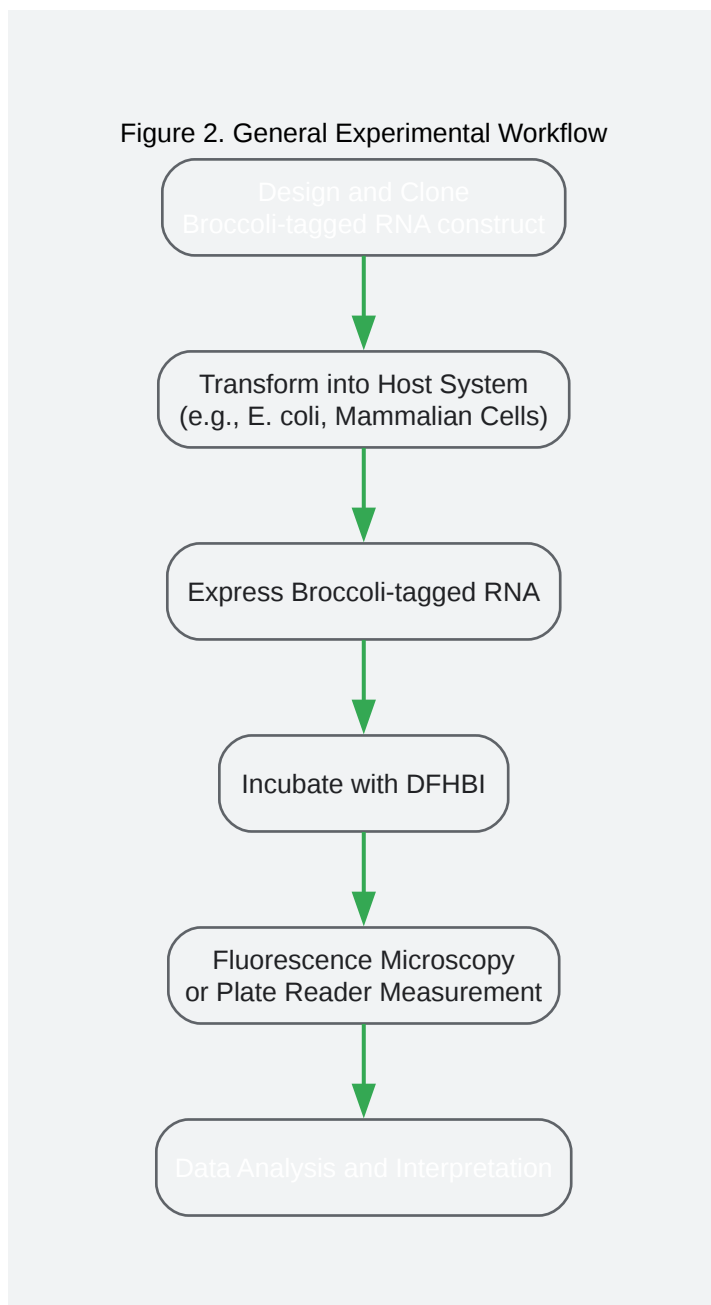 Figure 2. General Experimental Workflow
Design and Clone
Broccoli-tagged RNA construct
Transform into Host System
(e.g., E. coli, Mammalian Cells)
Express Broccoli-tagged RNA
Incubate with DFHBI
Fluorescence Microscopy
or Plate Reader Measurement
Data Analysis and Interpretation